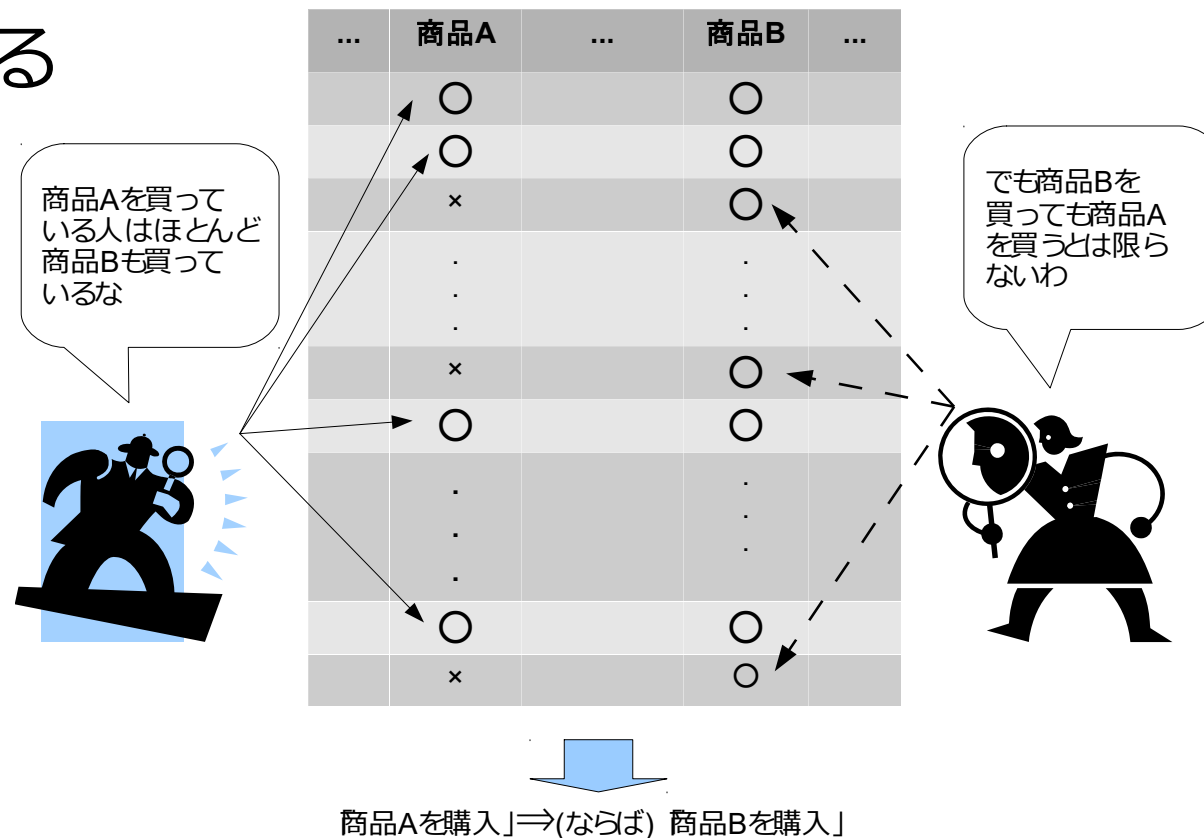 る
... 商品A ... 商品B ...
○ ○
○ ○
× ○
. .
. .
. .
× ○
○ ○
. .
. .
. .
○ ○
× ○
商品Aを買って
いる人はほとんど
商品Bも買って
いるな
でも商品Bを
買っても商品A
を買うとは限ら
ないわ
「商品Aを購入」⇒(ならば) 「商品Bを購入」